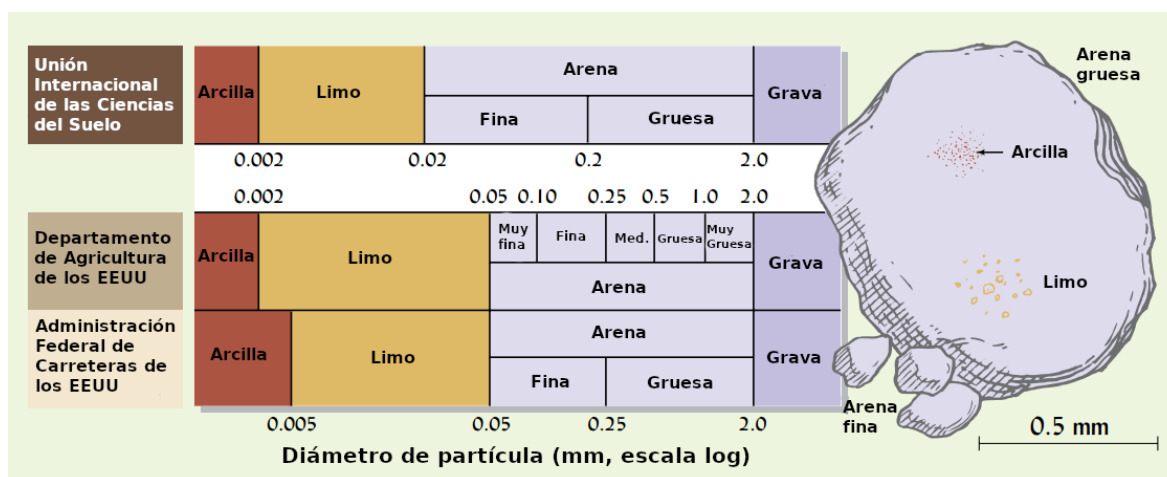 Unión
Internacional
de las Ciencias
del Suelo
Arcilla
Limo
Arena
Fina
Gruesa
Grava
0.002
0.02
0.2
2.0
0.002
0.05
0.10
0.25
0.5
1.0
2.0
Departamento
de Agricultura
de los EEUU
Arcilla
Limo
Muy
fina
Fina
Med.
Gruesa
Muy
Gruesa
Arena
Grava
Administración
Federal de
Carreteras de
los EEUU
Arcilla
Limo
Arena
Fina
Gruesa
Grava
0.005
0.05
0.25
2.0
Diámetro de partícula (mm, escala log)
Arena
gruesa
Arcilla
Limo
Arena
fina
0.5 mm